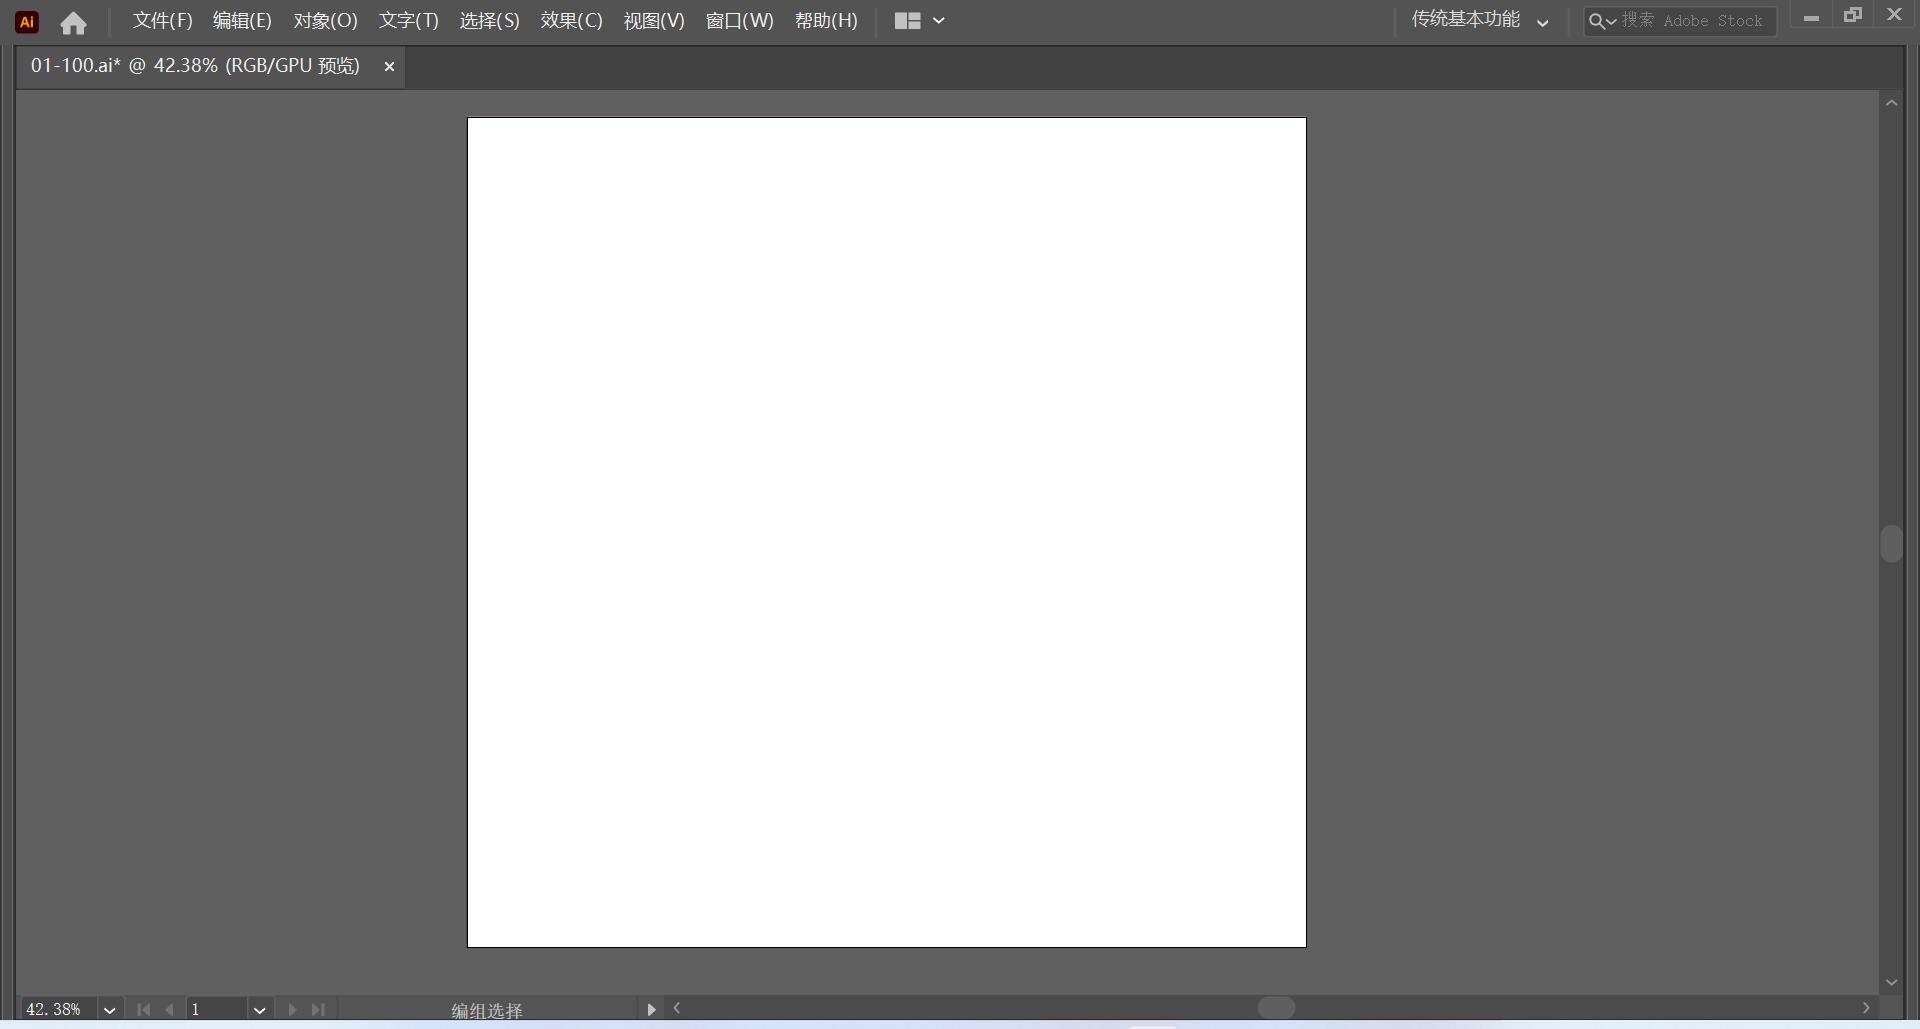 Ai 文件(F) 编辑(E) 对象(O) 文字(T) 选择(S) 效果(C) 视图(V) 窗口(W) 帮助(H) 传统基本功能 搜索 Adobe Stock
01-100.ai* @ 42.38% (RGB/GPU 预览) ×
42.38% 1 编组选择